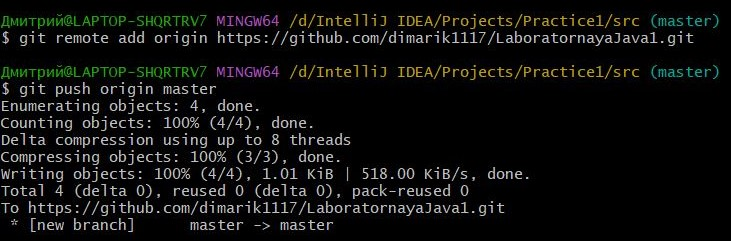 Дмитрий@LAPTOP-SHQRTRV7 MINGW64 /d/IntelliJ IDEA/Projects/Practice1/src (master)
$ git remote add origin https://github.com/dimarik1117/LaboratornayaJava1.git
Дмитрий@LAPTOP-SHQRTRV7 MINGW64 /d/IntelliJ IDEA/Projects/Practice1/src (master)
$ git push origin master
Enumerating objects: 4, done.
Counting objects: 100% (4/4), done.
Delta compression using up to 8 threads
Compressing objects: 100% (3/3), done.
Writing objects: 100% (4/4), 1.01 KiB | 518.00 KiB/s, done.
Total 4 (delta 0), reused 0 (delta 0), pack-reused 0
To https://github.com/dimarik1117/LaboratornayaJava1.git
 * [new branch]      master -> master